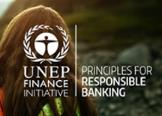 UNEP
FINANCE
INITIATIVE
PRINCIPLES FOR
RESPONSIBLE
BANKING